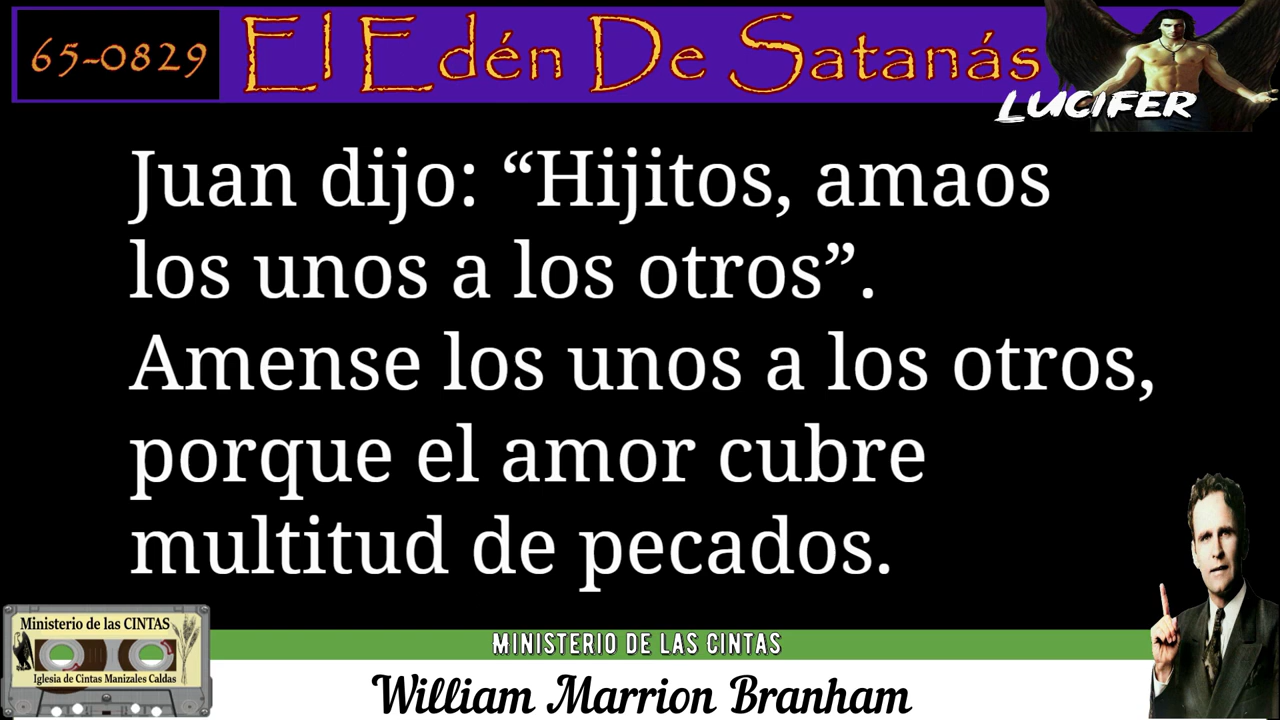 65-0829
El Edén De Satanás
LUCIFER
Juan dijo: “Hijitos, amaos
los unos a los otros”.
Amense los unos a los otros,
porque el amor cubre
multitud de pecados.
Ministerio de las CINTAS
Iglesia de Cintas Manizales Caldas
MINISTERIO DE LAS CINTAS
William Marrion Branham